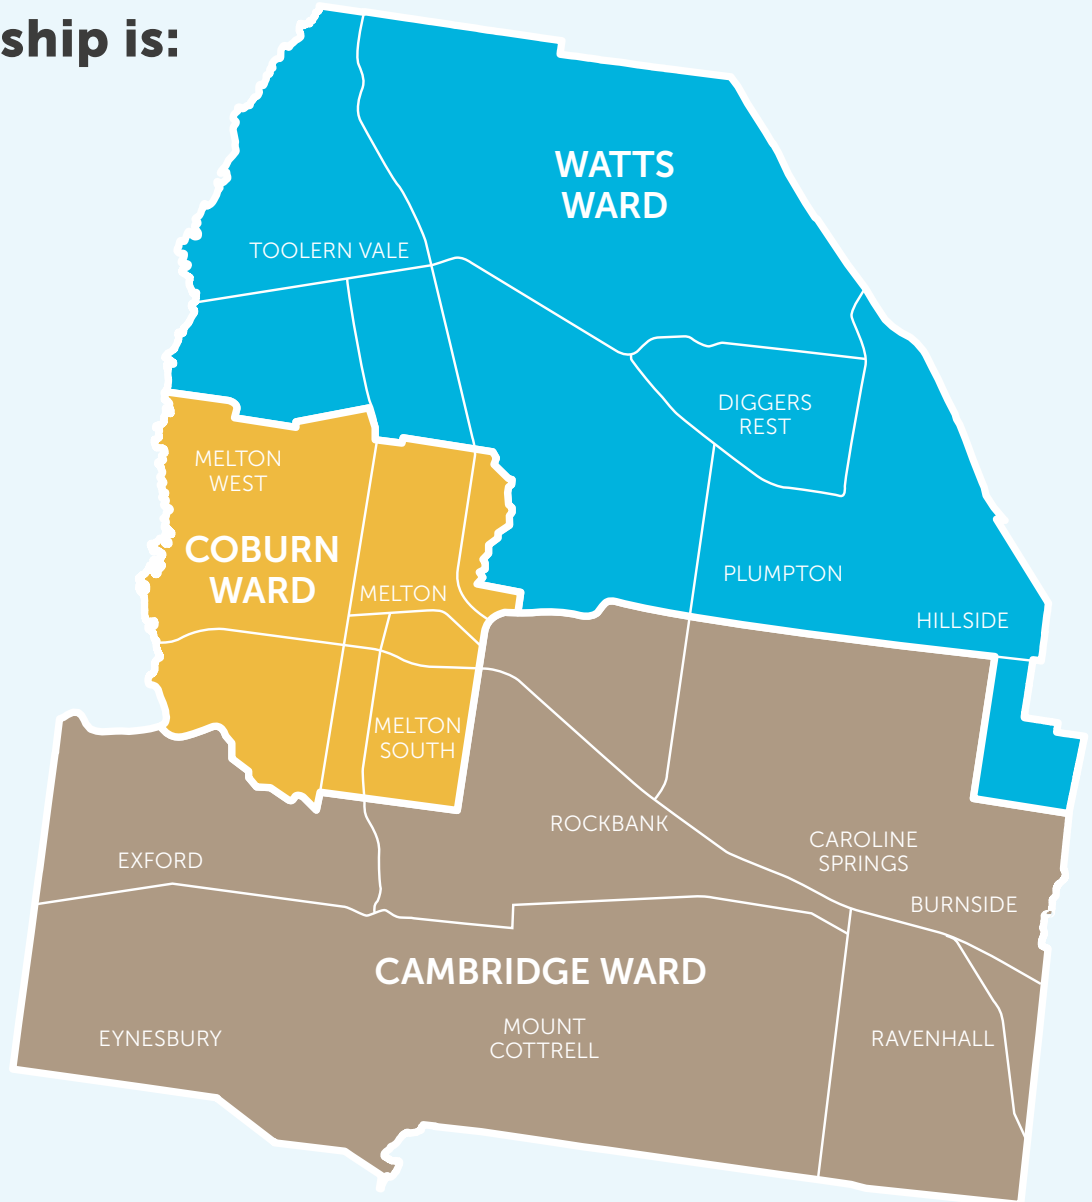 ship is:
WATTS
WARD
TOOLERN VALE
DIGGERS
REST
MELTON
WEST
COBURN
WARD
PLUMPTON
MELTON
HILLSIDE
MELTON
SOUTH
ROCKBANK
CAROLINE
SPRINGS
EXFORD
BURNSIDE
CAMBRIDGE WARD
MOUNT
COTTRELL
EYNESBURY
RAVENHALL